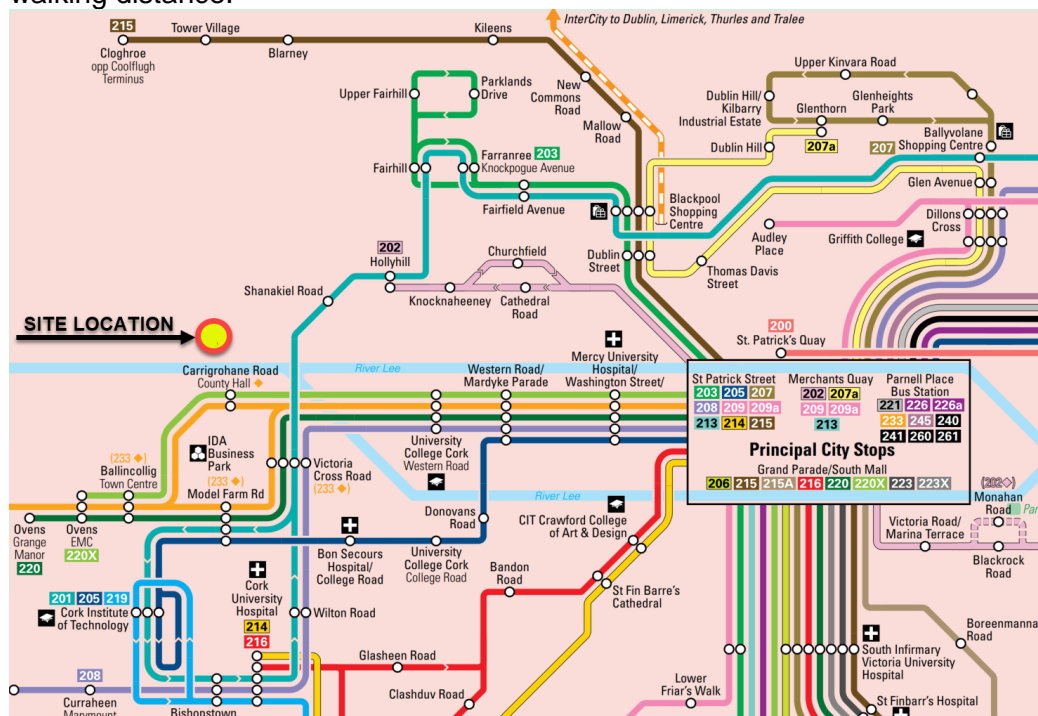 walking distance.
InterCity to Dublin, Limerick, Thurles and Tralee
215
Cloghroe
opp Coolflugh
Terminus
Tower Village
Blarney
Kileens
New
Commons
Road
Mallow
Road
Upper Fairhill
Parklands
Drive
Fairhill
Farranree 203
Knockpogue Avenue
Fairfield Avenue
Blackpool
Shopping
Centre
Dublin
Street
Upper Kinvara Road
Dublin Hill/
Kilbarry
Industrial Estate
Glenthorn
207a
Glenheights
Park
Dublin Hill
Ballyvolane
207 Shopping Centre
Glen Avenue
Dillons
Cross
Griffith College
Audley
Place
Thomas Davis
Street
202
Hollyhill
Churchfield
Knocknaheeney
Cathedral
Road
Shanakiel Road
SITE LOCATION
200
St. Patrick's Quay
Carrigrohane Road
County Hall
River Lee
Western Road/
Mardyke Parade
Mercy University
Hospital/
Washington Street/
St Patrick Street
203 205 207
208 209 209a
213 214 215
Merchants Quay
202 207a
209 209a
213
Parnell Place
Bus Station
221 226 226a
233 245 240
241 260 261
Principal City Stops
Grand Parade/South Mall
206 215 215A 216 220 220X 223 223X
IDA
Business
Park
(233)
Ballincollig
Town Centre
(233)
Model Farm Rd
Victoria
Cross Road
(233)
University
College Cork
Western Road
River Lee
Donovans
Road
CIT Crawford College
of Art & Design
(202)
Monahan
Road
Par
Victoria Road/
Marina Terrace
Blackrock
Road
Ovens
Grange
Manor
220
Ovens
EMC
220X
Bon Secours
Hospital/
College Road
University
College Cork
College Road
Bandon
Road
St Fin Barre's
Cathedral
201 205 219
Cork Institute
of Technology
Cork
University
Hospital
214
216
Wilton Road
Glasheen Road
Clashduv Road
Boreenmanna
Road
South Infirmary
Victoria University
Hospital
Lower
Friar's Walk
St Finbarr's Hospital
208
Curraheen
Marymount
Bishopstown